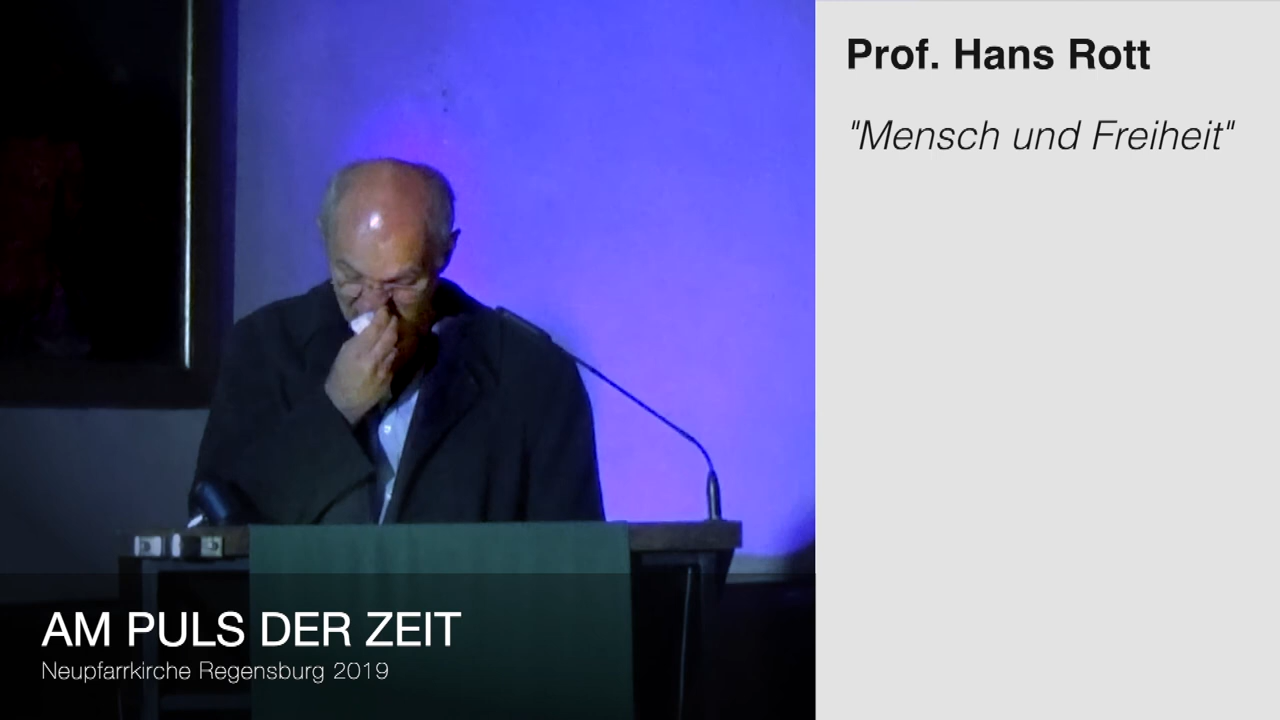 Prof. Hans Rott
"Mensch und Freiheit"
AM PULS DER ZEIT
Neupfarrkirche Regensburg 2019